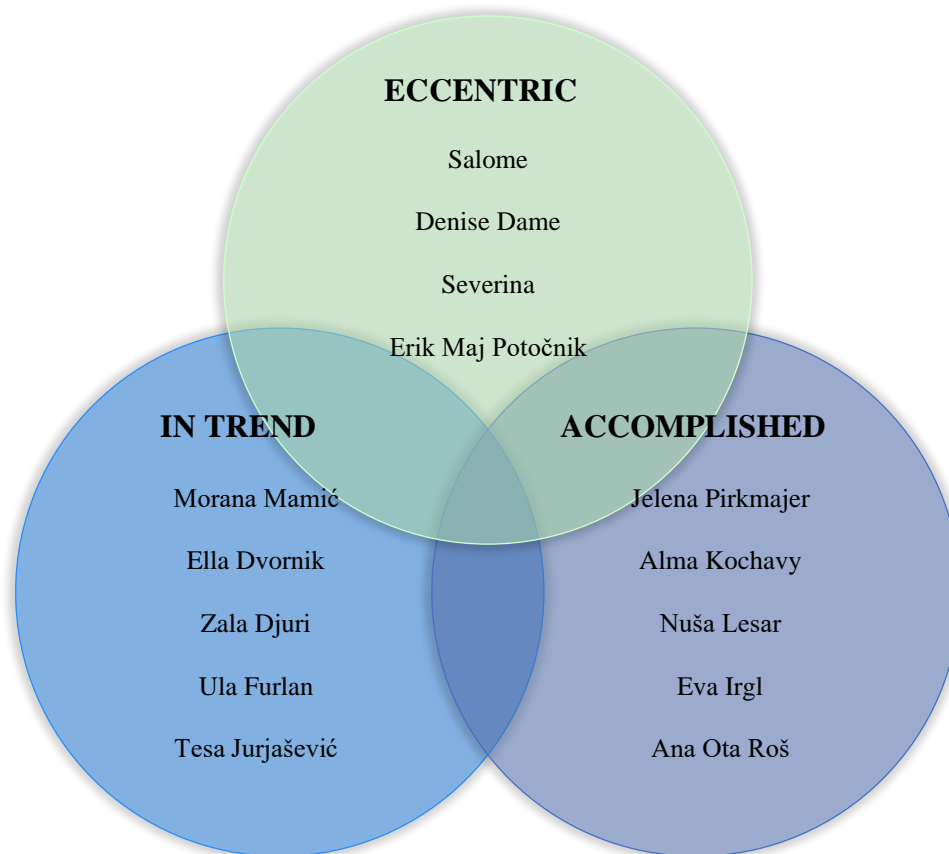 ECCENTRIC
Salome
Denise Dame
Severina
Erik Maj Potočnik
IN TREND
Morana Mamić
Ella Dvornik
Zala Djuri
Ula Furlan
Tesa Jurjašević
ACCOMPLISHED
Jelena Pirkmajer
Alma Kochavy
Nuša Lesar
Eva Irgl
Ana Ota Roš